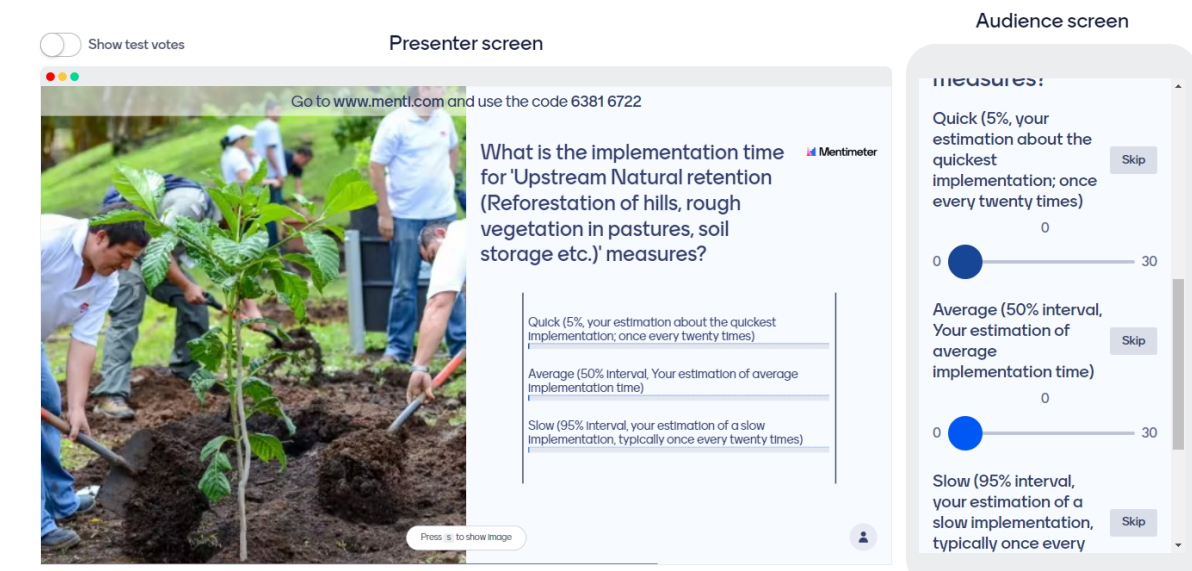 Audience screen
Show test votes
Presenter screen
Go to www.menti.com and use the code 6381 6722
What is the implementation time
for 'Upstream Natural retention
(Reforestation of hills, rough
vegetation in pastures, soil
storage etc.)' measures?
Mentimeter
Quick (5%, your estimation about the quickest
implementation; once every twenty times)
Average (50% interval, Your estimation of average
implementation time)
Slow (95% interval, your estimation of a slow
implementation, typically once every twenty times)
Press s to show image
measures?
Quick (5%, your
estimation about the
quickest
implementation; once
every twenty times)
Skip
0
0
30
Average (50% interval,
Your estimation of
average
implementation time)
Skip
0
0
30
Slow (95% interval,
your estimation of a
slow implementation,
typically once every
Skip